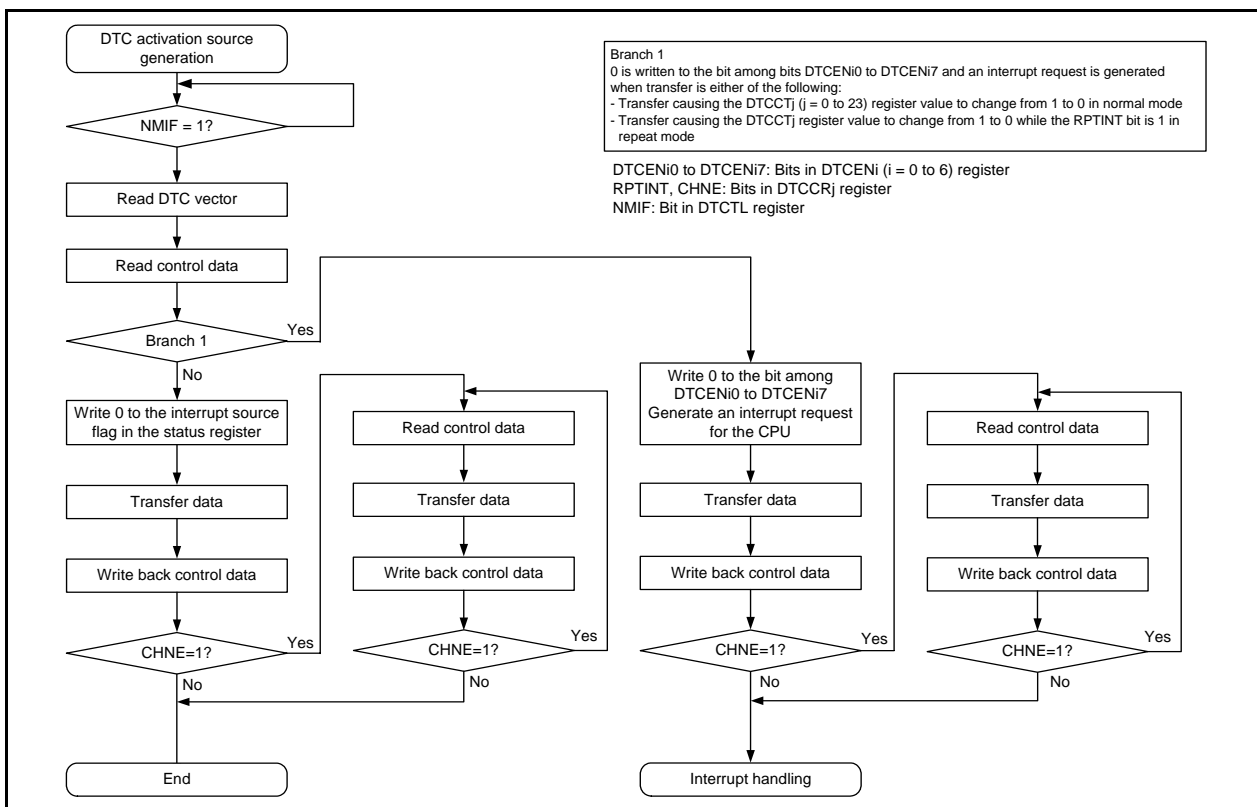 DTC activation source
generation
NMIF = 1?
Read DTC vector
Read control data
Branch 1
Yes
No
Write 0 to the interrupt source
flag in the status register
Transfer data
Write back control data
CHNE=1?
Yes
No
End
Read control data
Transfer data
Write back control data
CHNE=1?
Yes
No
Branch 1
0 is written to the bit among bits DTCENi0 to DTCENi7 and an interrupt request is generated
when transfer is either of the following:
- Transfer causing the DTCCTj (j = 0 to 23) register value to change from 1 to 0 in normal mode
- Transfer causing the DTCCTj register value to change from 1 to 0 while the RPTINT bit is 1 in
repeat mode
DTCENi0 to DTCENi7: Bits in DTCENi (i = 0 to 6) register
RPTINT, CHNE: Bits in DTCCRj register
NMIF: Bit in DTCTL register
Write 0 to the bit among
DTCENi0 to DTCENi7
Generate an interrupt request
for the CPU
Transfer data
Write back control data
CHNE=1?
Yes
No
Interrupt handling
Read control data
Transfer data
Write back control data
CHNE=1?
Yes
No